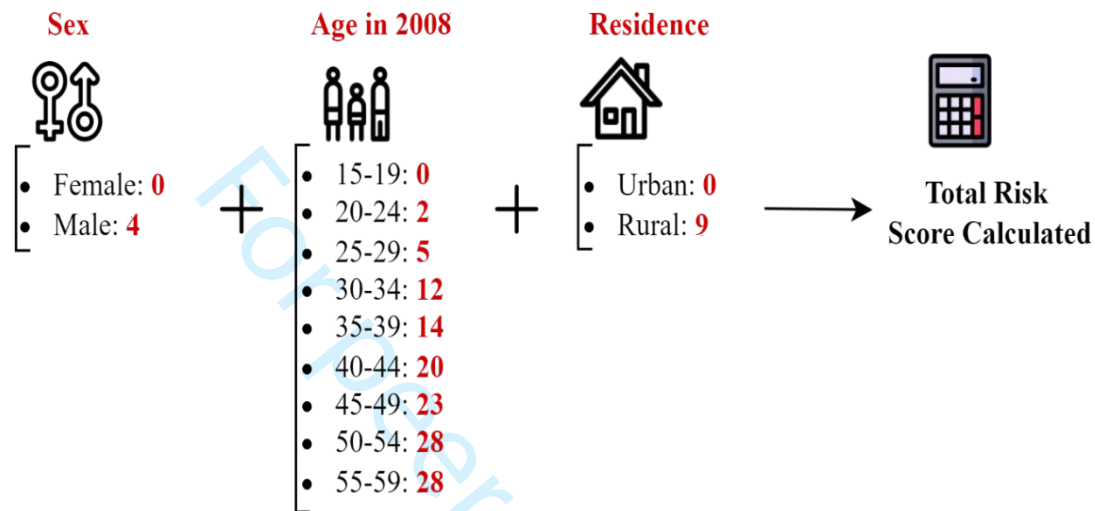 Sex
Female: 0
Male: 4
Age in 2008
15-19: 0
20-24: 2
25-29: 5
30-34: 12
35-39: 14
40-44: 20
45-49: 23
50-54: 28
55-59: 28
Residence
Urban: 0
Rural: 9
Total Risk
Score Calculated
For peer